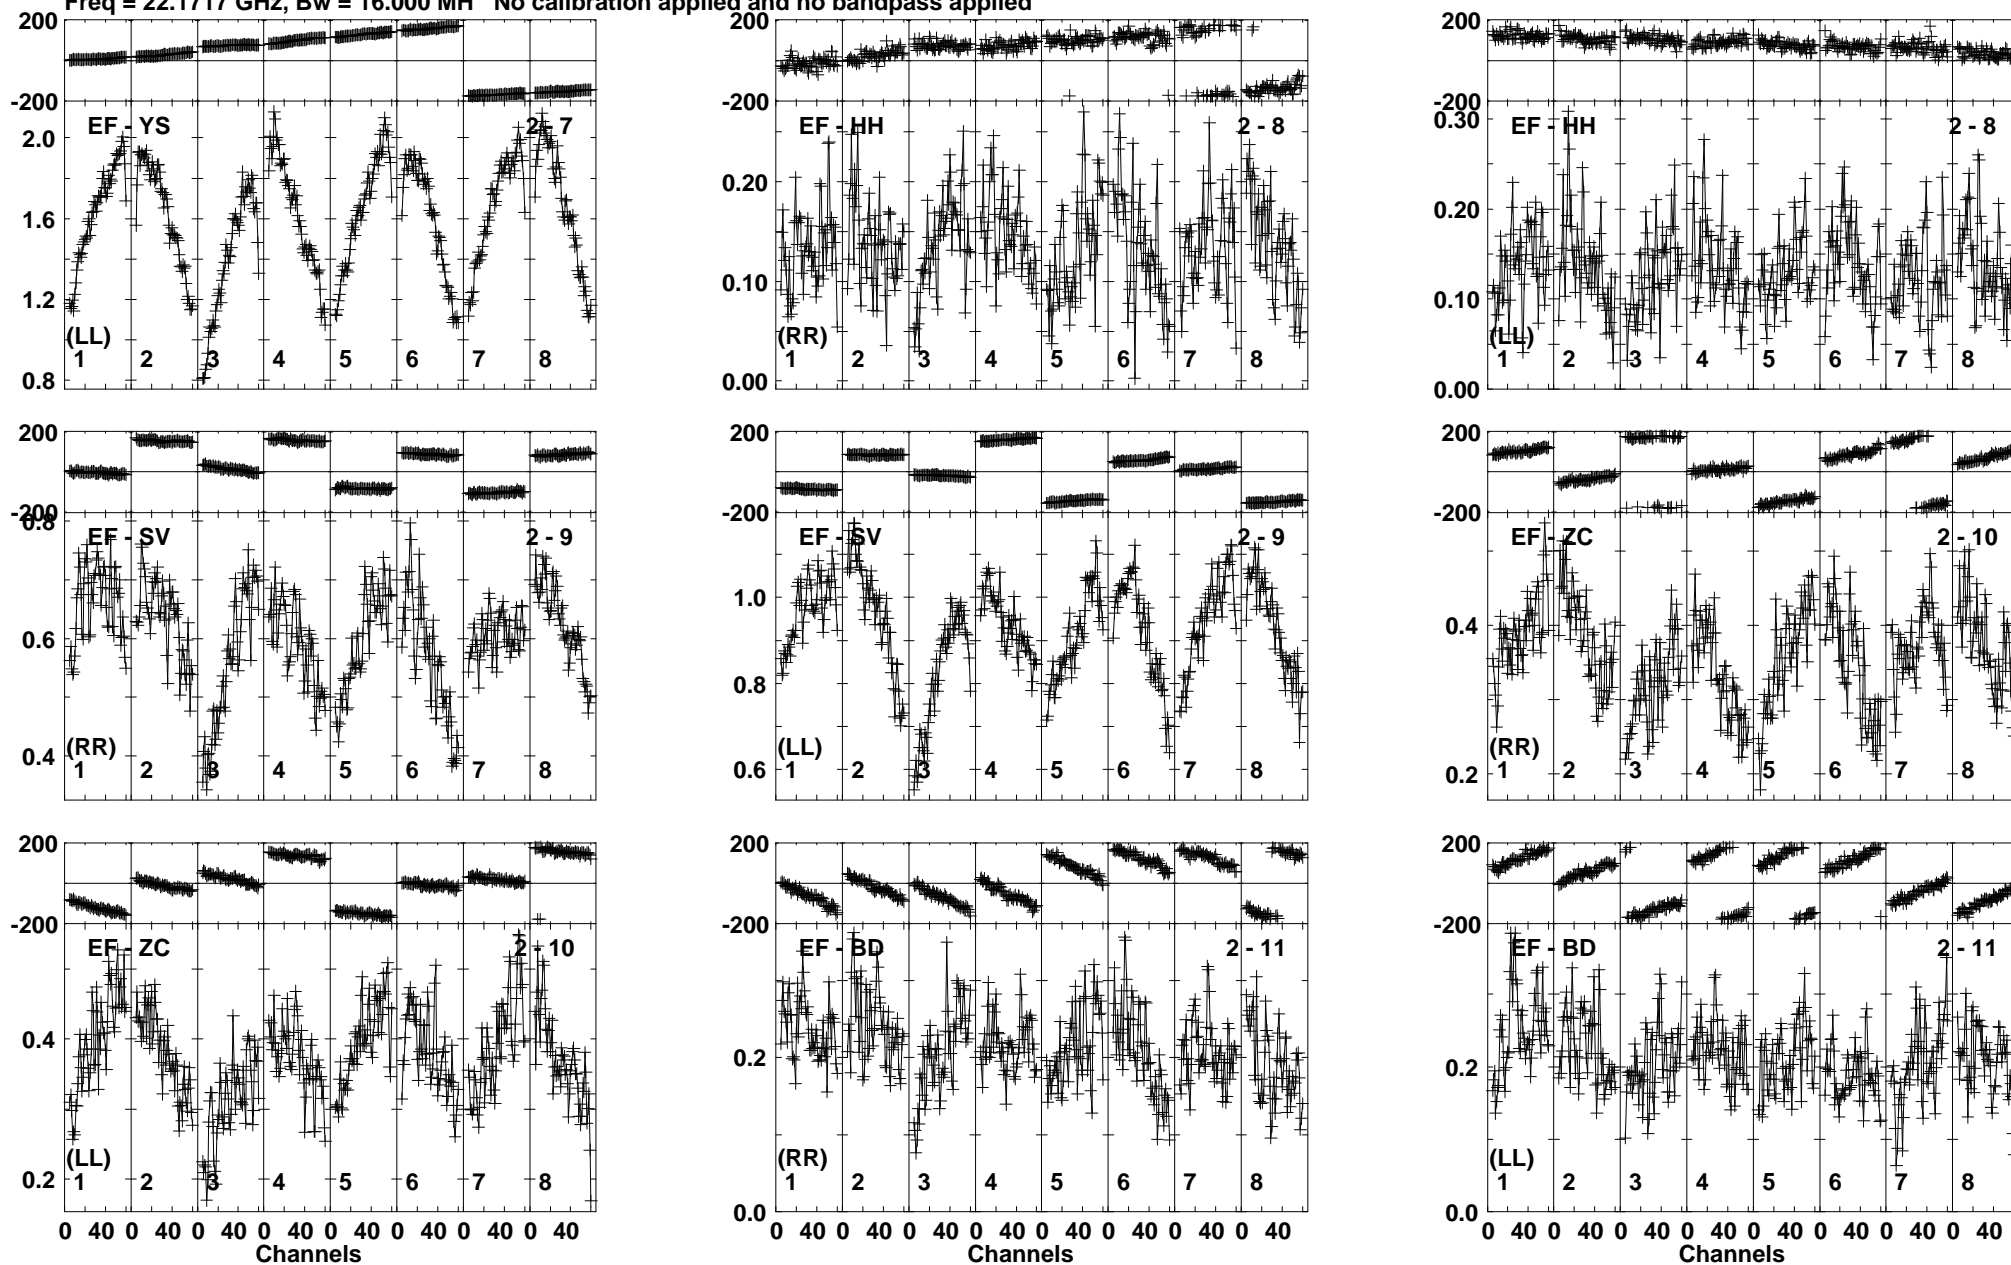 Freq = 22.1717 GHz, Bw = 16.000 MH No calibration applied and no bandpass applied
200 200 200
-200 -200 -200
EF - YS 2 - 7 EF - HH 2 - 8 EF - HH 2 - 8
2.0 0.20 0.30
1.6 0.10 0.20
1.2 0.00 0.10
0.8 0.00
(LL) (RR) (LL)
1 2 3 4 5 6 7 8 1 2 3 4 5 6 7 8 1 2 3 4 5 6 7 8
200 200 200
-200 -200 -200
EF - SV 2 - 9 EF - SV 2 - 9 EF - ZC 2 - 10
0.8 1.0 0.4
0.6 0.8 0.2
0.4 0.6
(RR) (LL) (RR)
1 2 3 4 5 6 7 8 1 2 3 4 5 6 7 8 1 2 3 4 5 6 7 8
200 200 200
-200 -200 -200
EF - ZC 2 - 10 EF - BD 2 - 11 EF - BD 2 - 11
0.4 0.2 0.2
0.2 0.0 0.0
(LL) (RR) (LL)
1 2 3 4 5 6 7 8 1 2 3 4 5 6 7 8 1 2 3 4 5 6 7 8
0 40 0 40 0 40 0 40 0 40 0 40 0 40 0 40 0 40 0 40 0 40 0 40 0 40 0 40 0 40 0 40 0 40 0 40 0 40 0 40 0 40 0 40 0 40 0 40
Channels Channels Channels